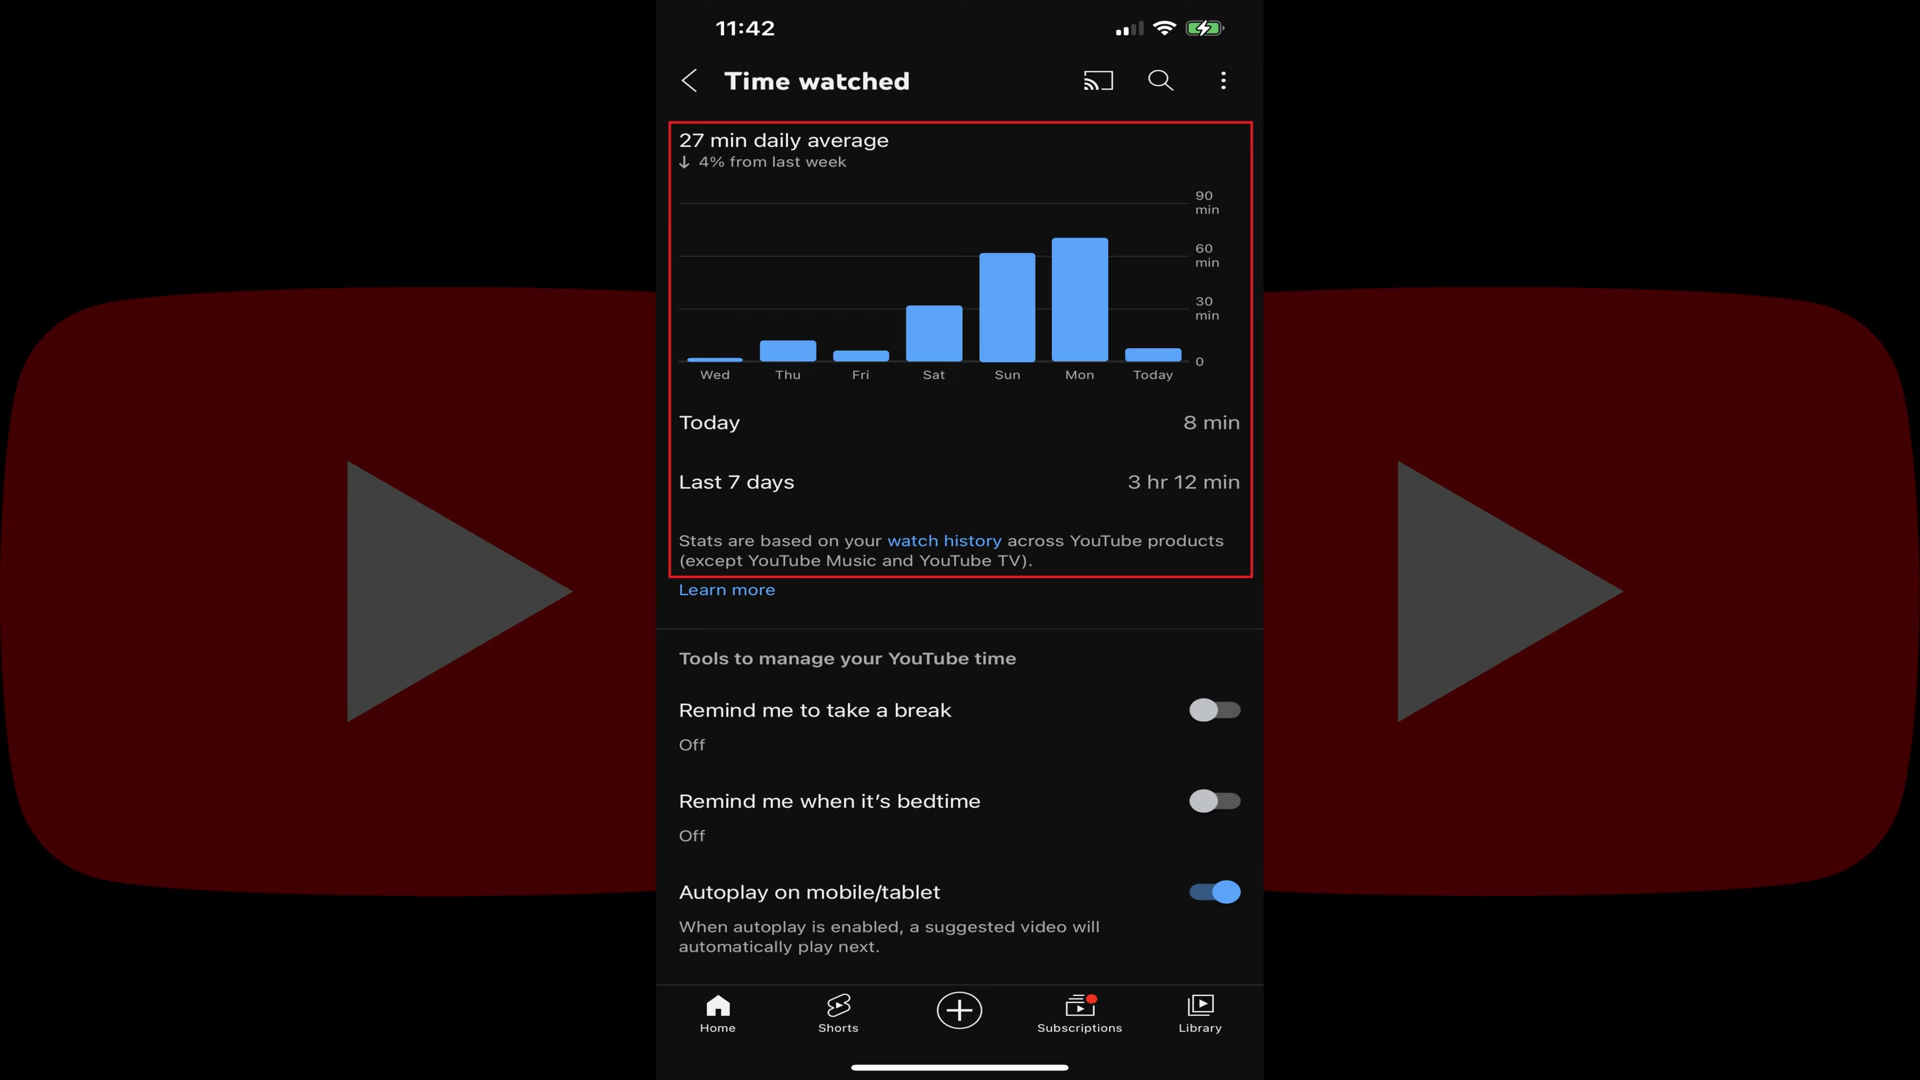 11:42
Time watched
27 min daily average
↓ 4% from last week
90
min
60
min
30
min
0
Wed Thu Fri Sat Sun Mon Today
Today 8 min
Last 7 days 3 hr 12 min
Stats are based on your watch history across YouTube products
(except YouTube Music and YouTube TV).
Learn more
Tools to manage your YouTube time
Remind me to take a break
Off
Remind me when it’s bedtime
Off
Autoplay on mobile/tablet
When autoplay is enabled, a suggested video will
automatically play next.
Home Shorts Subscriptions Library